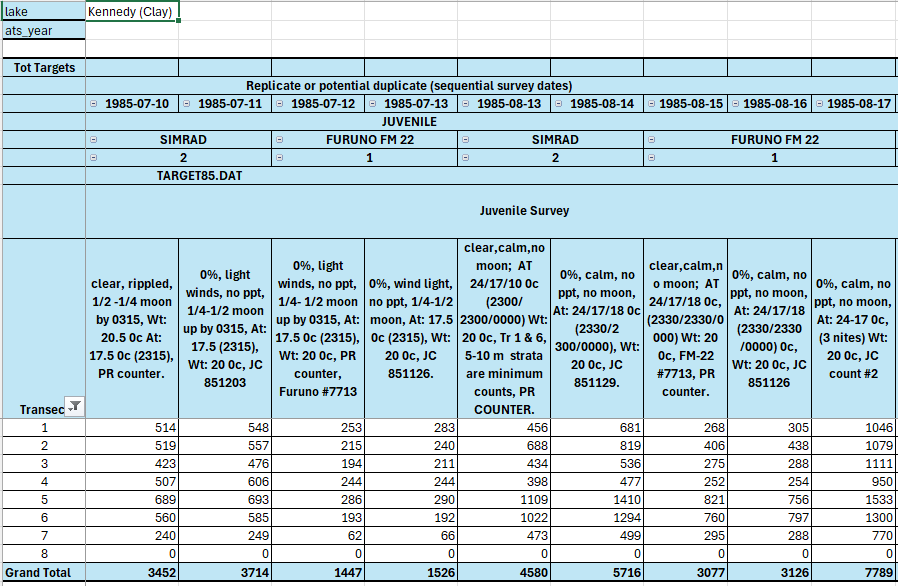 lake Kennedy (Clay)
ats_year
Tot Targets
Replicate or potential duplicate (sequential survey dates)
1985-07-10 1985-07-11 1985-07-12 1985-07-13 1985-08-13 1985-08-14 1985-08-15 1985-08-16 1985-08-17
JUVENILE
SIMRAD FURUNO FM 22 SIMRAD FURUNO FM 22
2 1 2 1
TARGET85.DAT
Juvenile Survey
clear, rippled,
1/2 -1/4 moon
by 0315, Wt:
20.5 0c At:
17.5 0c (2315),
PR counter.
0%, light
winds, no ppt,
1/4-1/2 moon
up by 0315, At:
17.5 (2315),
Wt: 20 0c, JC
851203
0%, light
winds, no ppt,
1/4- 1/2 moon
up by 0315, At:
17.5 0c (2315),
Wt: 20 0c, PR
counter,
Furuno #7713
0%, wind light,
no ppt, 1/4-1/2
moon, At: 17.5
0c (2315), Wt:
20 0c, JC
851126.
clear,calm,no
moon; AT
24/17/10 0c
(2300/
2300/0000) Wt:
20 0c, Tr 1 & 6,
5-10 m strata
are minimum
counts, PR
COUNTER.
0%, calm, no
ppt, no moon,
At: 24/17/18 0c
(2330/2
300/0000), Wt:
20 0c, JC
851129.
clear,calm,n
o moon; AT
24/17/18 0c,
(2330/2330/0
000) Wt: 20
0c, FM-22
#7713, PR
counter.
0%, calm, no
ppt, no moon,
At: 24/17/18
(2330/2330
/0000) 0c,
Wt: 20 0c, JC
851126
0%, calm, no
ppt, no moon,
At: 24-17 0c,
(3 nites) Wt:
20 0c, JC
count #2
Transec
1 514 548 253 283 456 681 268 305 1046
2 519 557 215 240 688 819 406 438 1079
3 423 476 194 211 434 536 275 288 1111
4 507 606 244 244 398 477 252 254 950
5 689 693 286 290 1109 1410 821 756 1533
6 560 585 193 192 1022 1294 760 797 1300
7 240 249 62 66 473 499 295 288 770
8 0 0 0 0 0 0 0 0 0
Grand Total 3452 3714 1447 1526 4580 5716 3077 3126 7789